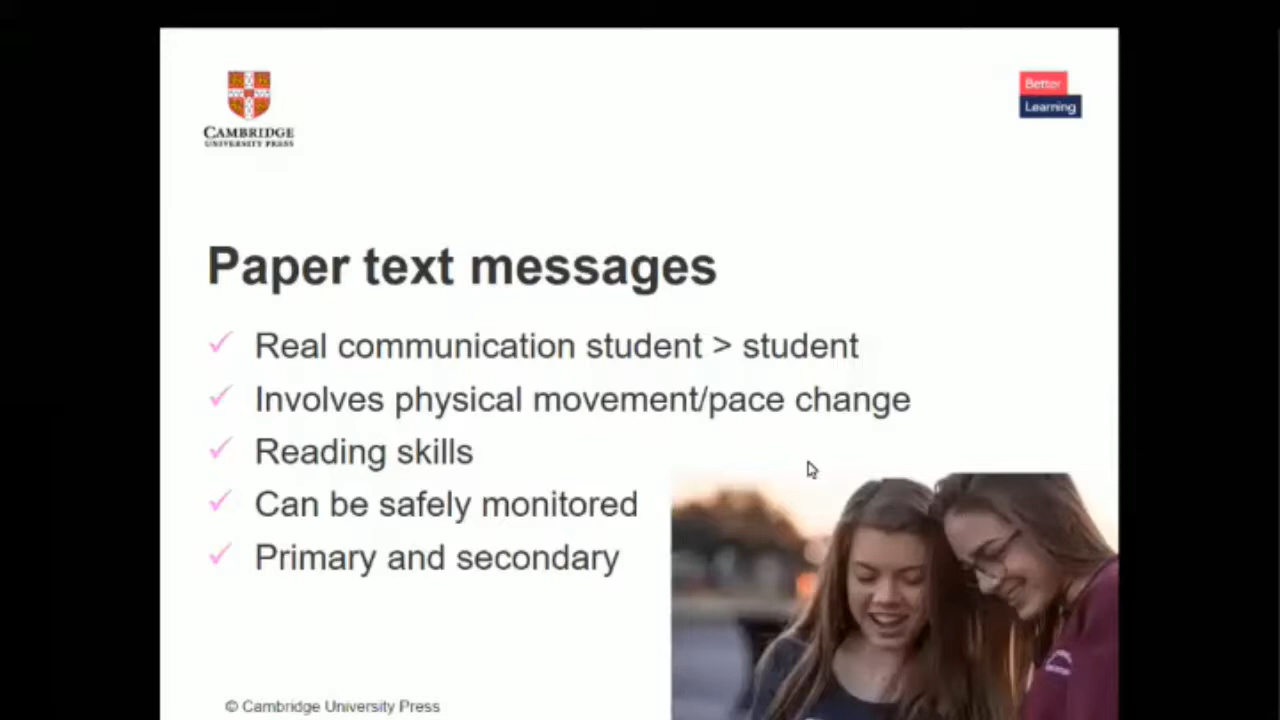 CAMBRIDGE
UNIVERSITY PRESS
Better
Learning
Paper text messages
Real communication student > student
Involves physical movement/pace change
Reading skills
Can be safely monitored
Primary and secondary
© Cambridge University Press